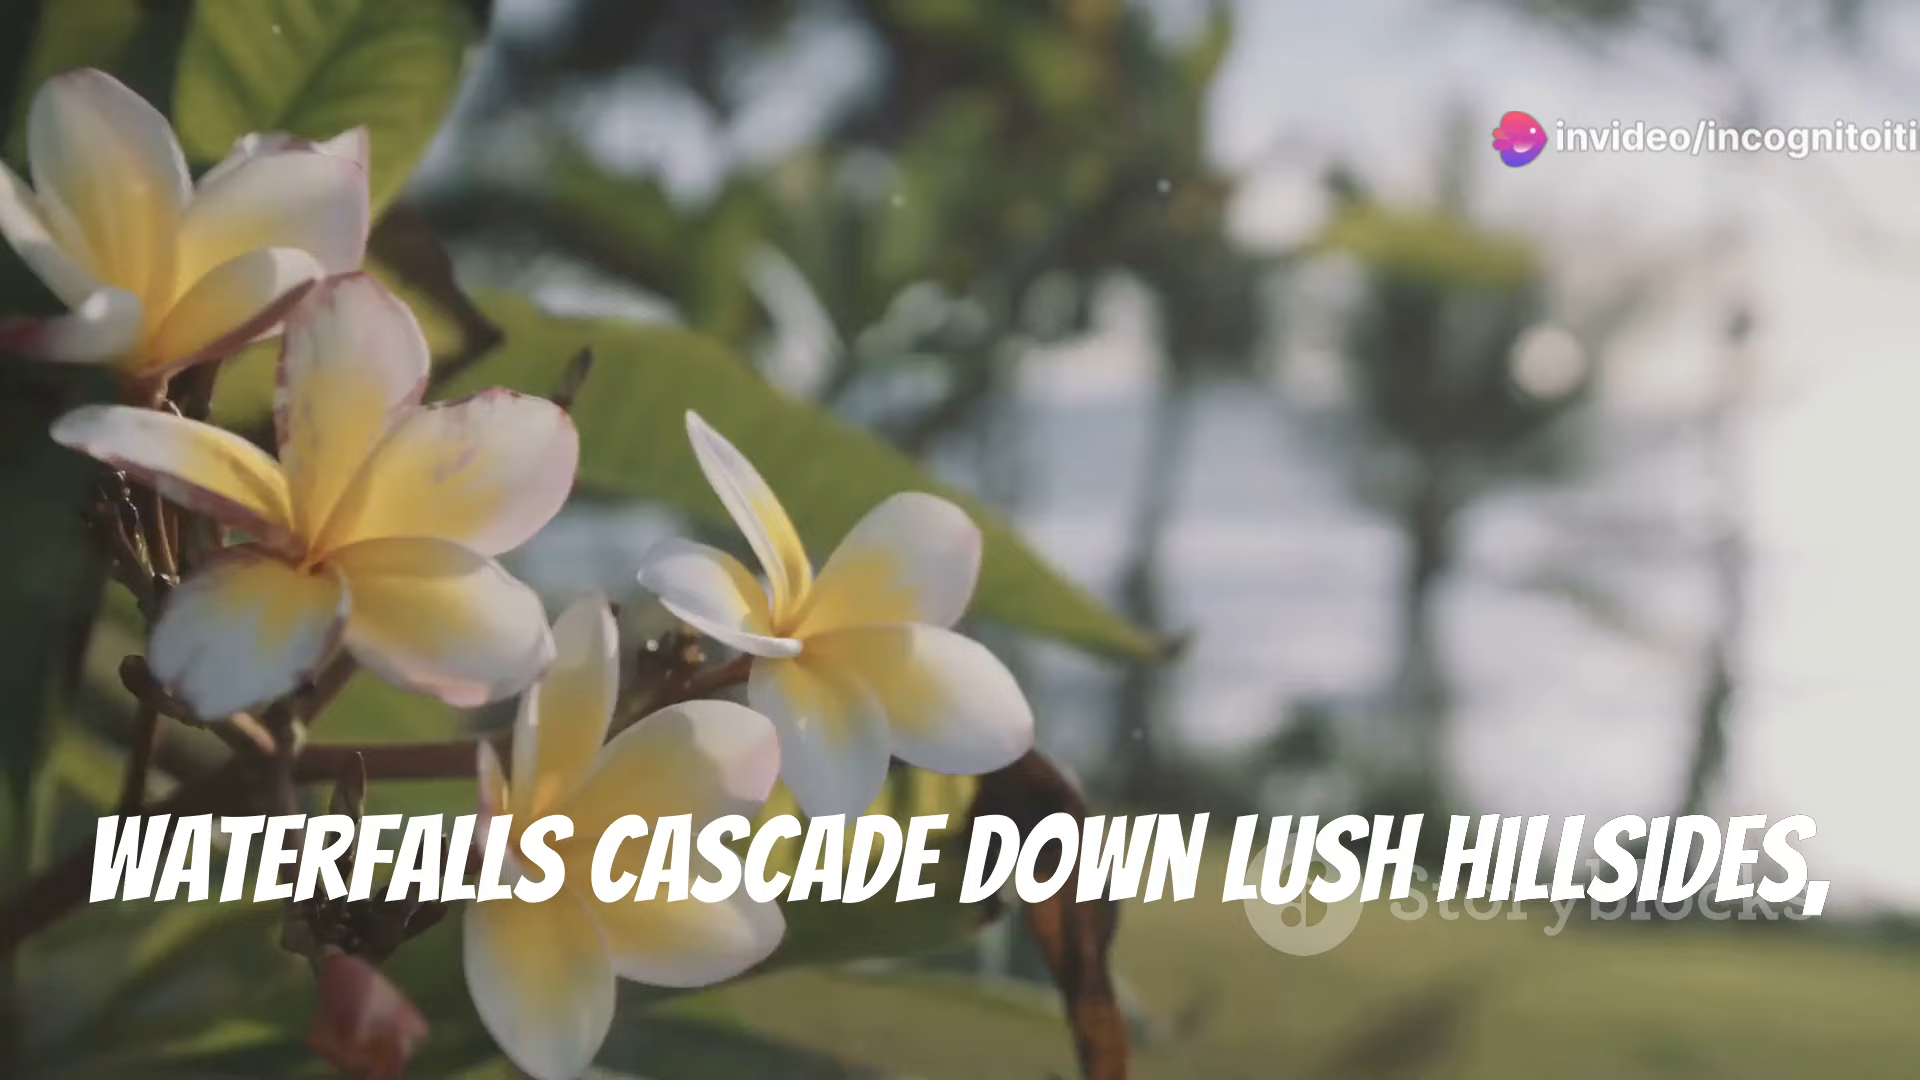 invideo/incognitoiti
WATERFALLS CASCADE DOWN LUSH HILLSIDES,
Storyblocks